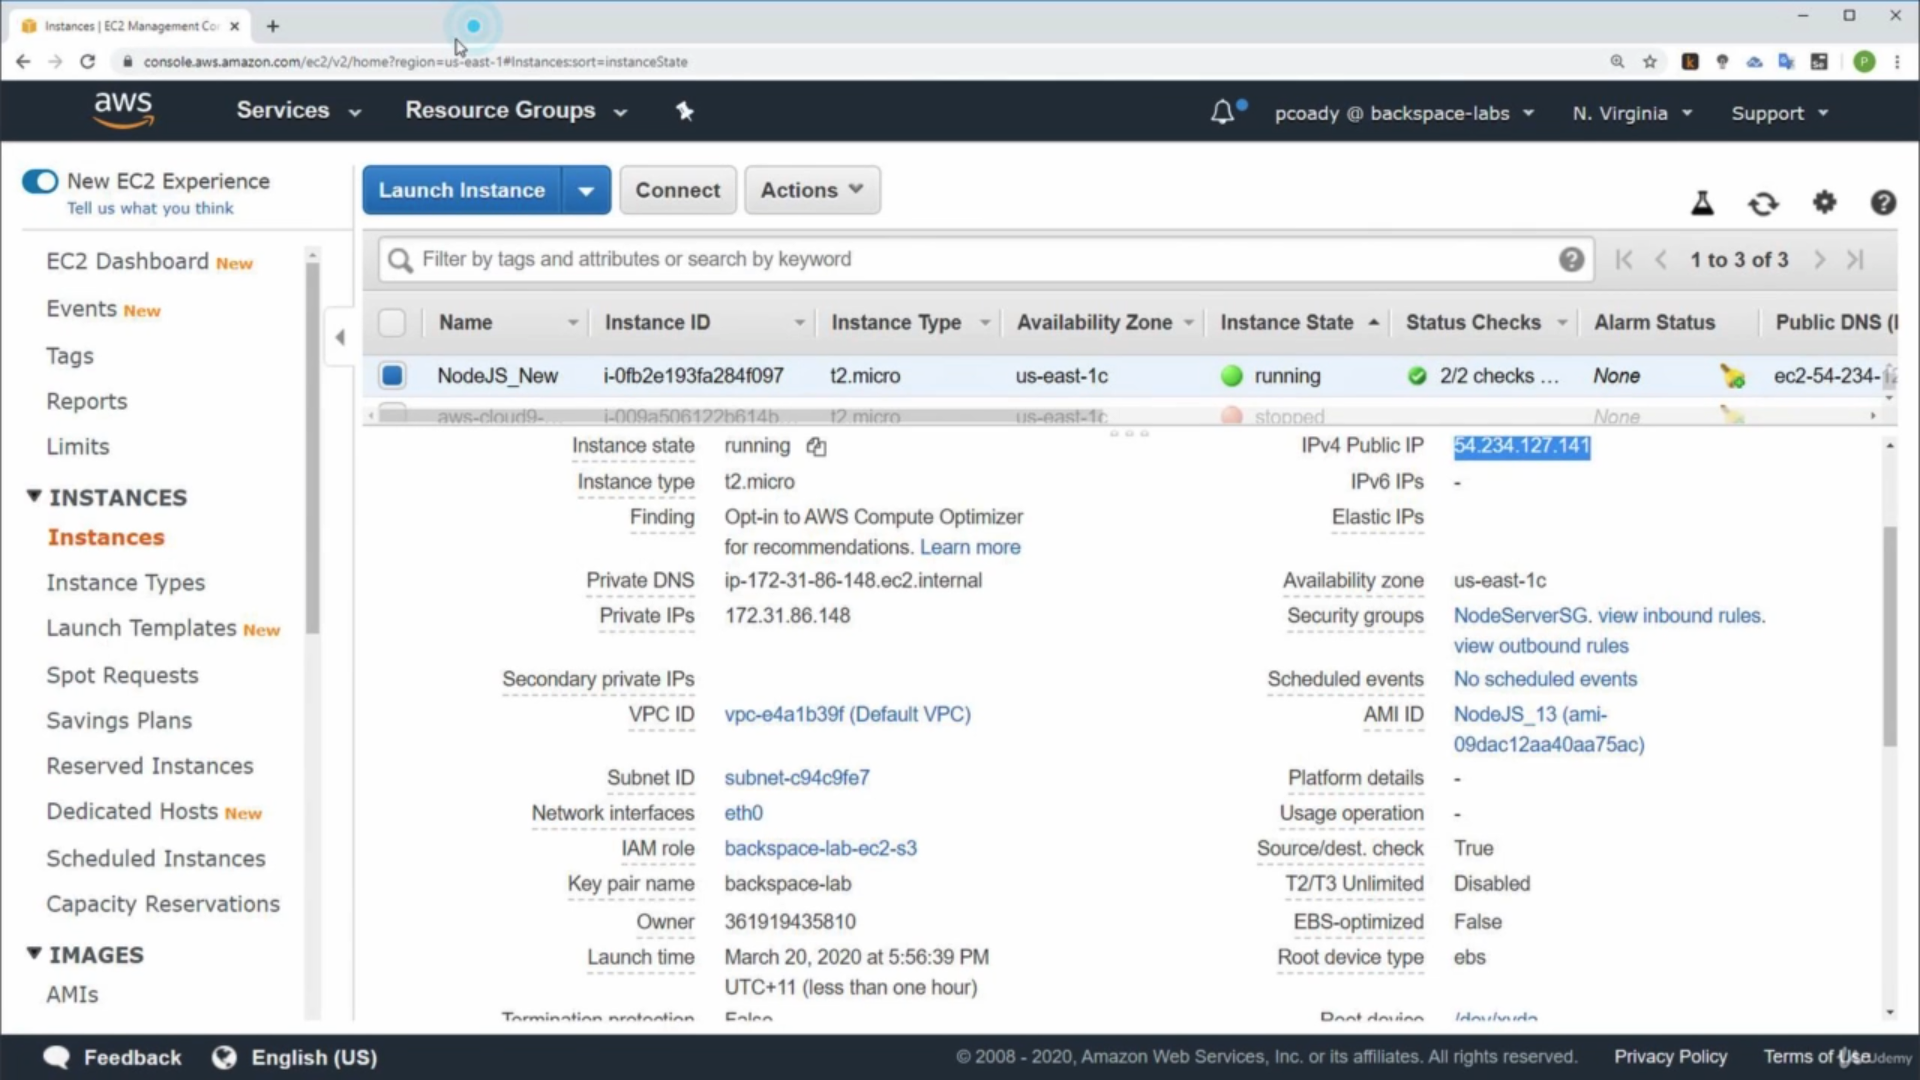 Instances | EC2 Management Co
console.aws.amazon.com/ec2/v2/home?region=us-east-1#Instances:sort=instanceState
P
aws
Services
Resource Groups
pcoady @ backspace-labs
N. Virginia
Support
New EC2 Experience
Tell us what you think
Launch Instance
Connect
Actions
Filter by tags and attributes or search by keyword
1 to 3 of 3
Name
Instance ID
Instance Type
Availability Zone
Instance State
Status Checks
Alarm Status
Public DNS (I
NodeJS_New
i-0fb2e193fa284f097
t2.micro
us-east-1c
running
2/2 checks ...
None
ec2-54-234-
aws-cloud9-...
i-009a506122b614b...
t2.micro
us-east-1c
stopped
None
EC2 Dashboard New
Events New
Tags
Reports
Limits
INSTANCES
Instances
Instance Types
Launch Templates New
Spot Requests
Savings Plans
Reserved Instances
Dedicated Hosts New
Scheduled Instances
Capacity Reservations
IMAGES
AMIs
Instance state running
Instance type t2.micro
Finding Opt-in to AWS Compute Optimizer
for recommendations. Learn more
Private DNS ip-172-31-86-148.ec2.internal
Private IPs 172.31.86.148
Secondary private IPs
VPC ID vpc-e4a1b39f (Default VPC)
Subnet ID subnet-c94c9fe7
Network interfaces eth0
IAM role backspace-lab-ec2-s3
Key pair name backspace-lab
Owner 361919435810
Launch time March 20, 2020 at 5:56:39 PM
UTC+11 (less than one hour)
Termination protection False
IPv4 Public IP 54.234.127.141
IPv6 IPs -
Elastic IPs
Availability zone us-east-1c
Security groups NodeServerSG. view inbound rules.
view outbound rules
Scheduled events No scheduled events
AMI ID NodeJS_13 (ami-
09dac12aa40aa75ac)
Platform details -
Usage operation -
Source/dest. check True
T2/T3 Unlimited Disabled
EBS-optimized False
Root device type ebs
Root device /dev/xvda
Feedback
English (US)
© 2008 - 2020, Amazon Web Services, Inc. or its affiliates. All rights reserved.
Privacy Policy
Terms of Use
Udemy